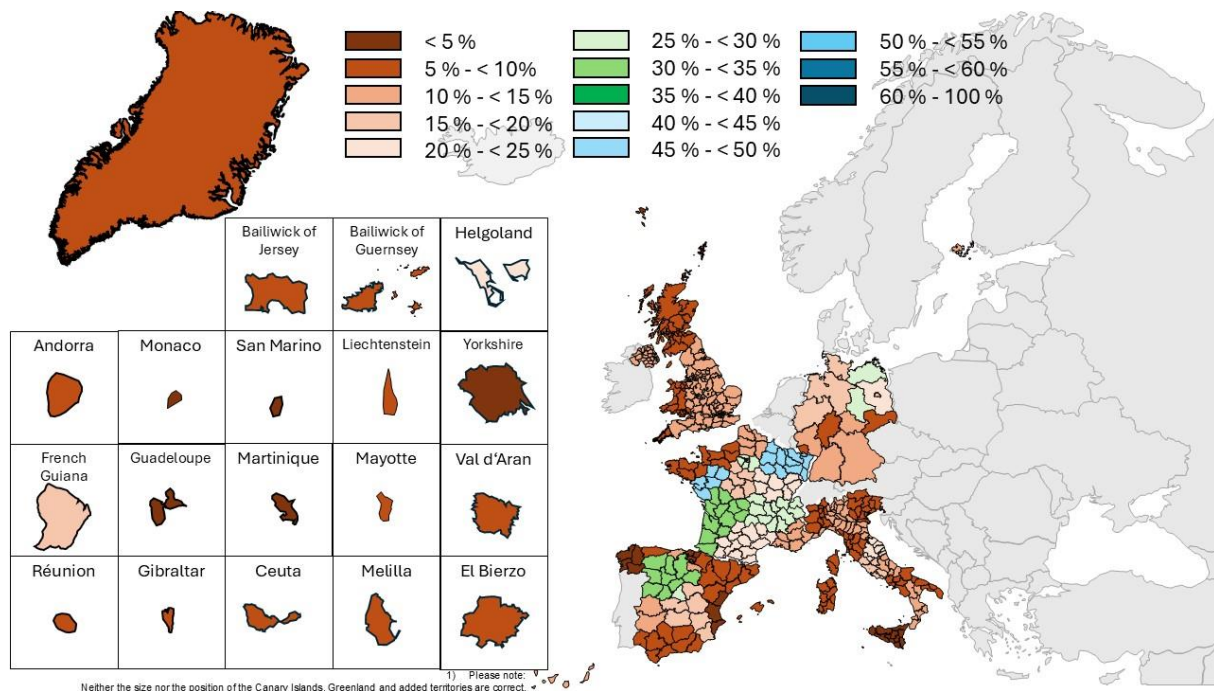 < 5 %
5 % - < 10%
10 % - < 15 %
15 % - < 20 %
20 % - < 25 %
25 % - <30 %
30 % - <35 %
35 % - <40 %
40 % - <45 %
45 % - <50 %
50 % - < 55 %
55 % - < 60 %
60 % - 100 %
Bailiwick of
Jersey
Bailiwick of
Guernsey
Helgoland
Andorra
Monaco
San Marino
Liechtenstein
Yorkshire
French
Guiana
Guadeloupe
Martinique
Mayotte
Val d‘Aran
Réunion
Gibraltar
Ceuta
Melilla
El Bierzo
1) Please note:
Neither the size nor the position of the Canary Islands, Greenland and added territories are correct.